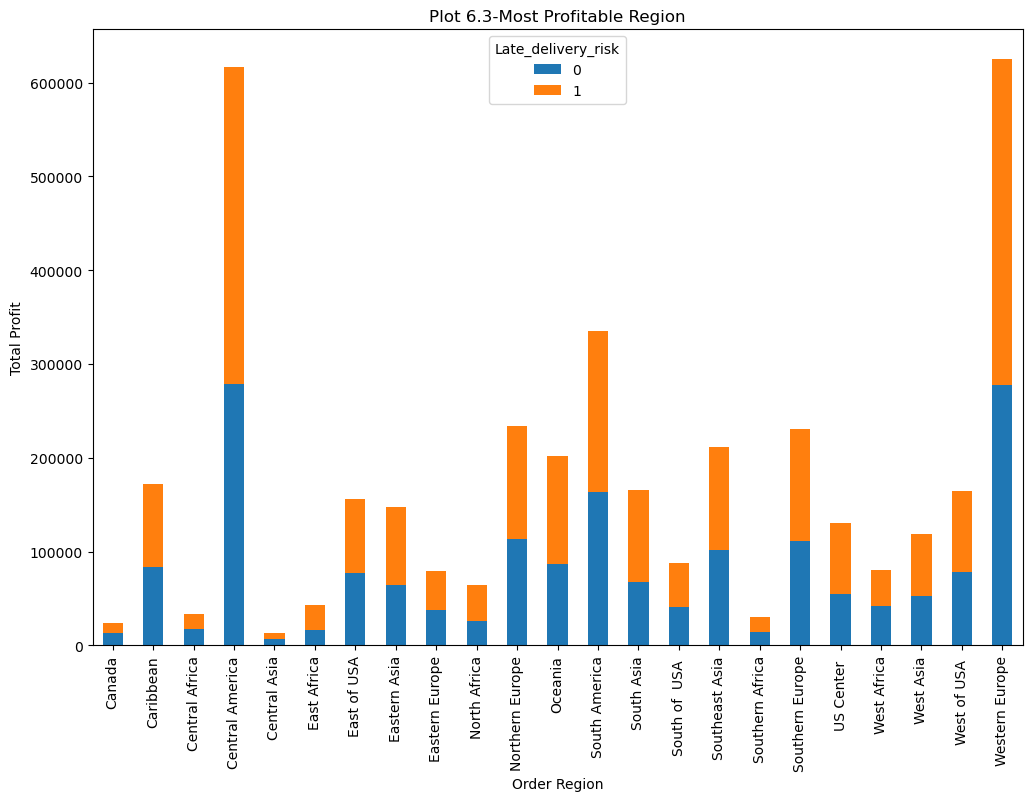 Plot 6.3-Most Profitable Region
Late_delivery_risk
0
1
Total Profit
600000
500000
400000
300000
200000
100000
0
Canada
Caribbean
Central Africa
Central America
Central Asia
East Africa
East of USA
Eastern Asia
Eastern Europe
North Africa
Northern Europe
Oceania
South America
South Asia
South of  USA
Southeast Asia
Southern Africa
Southern Europe
US Center
West Africa
West Asia
West of USA
Western Europe
Order Region